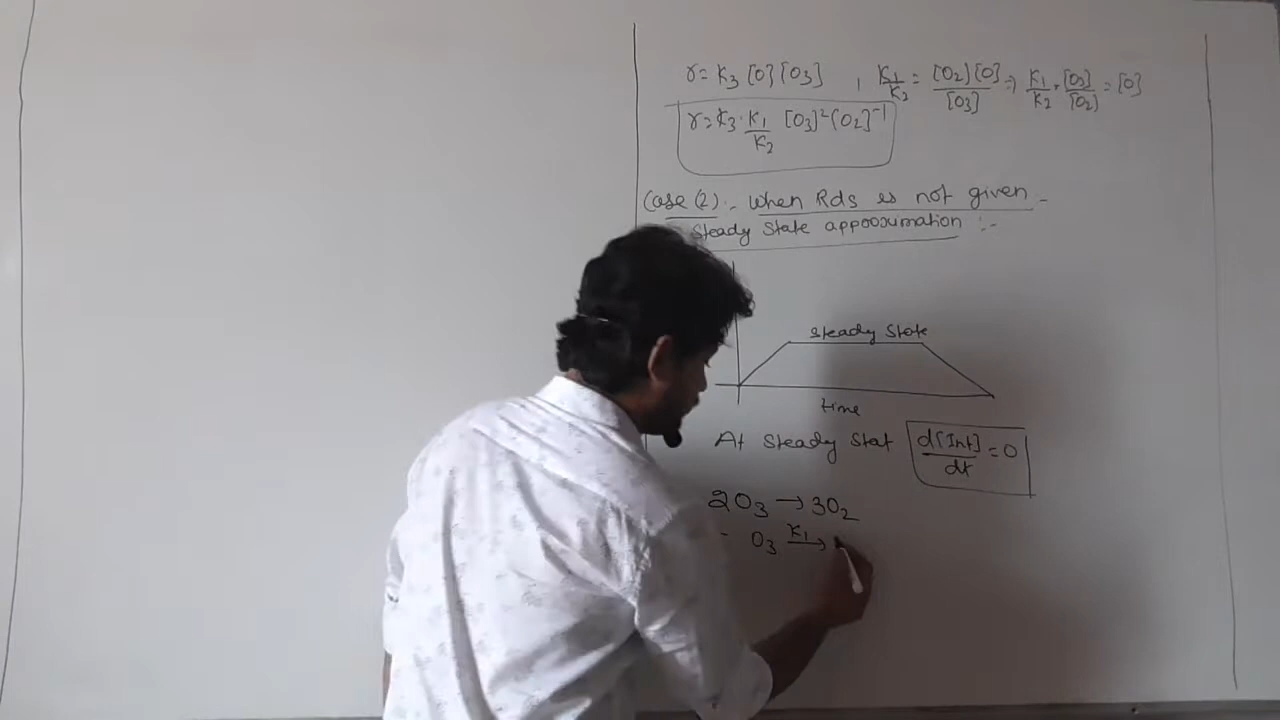 r = K3 [O] [O3] , K1/K2 = [O2][O]/[O3] ⇒ K1/K2 · [O3]/[O2] = [O]
r = K3 · K1/K2 [O3]² (O2]⁻¹
Case (2) :- when Rds is not given -
Steady State approximation :-
Steady State
time
At Steady Stat d[Int]/dt = 0
2O3 → 3O2
- O3 K1→